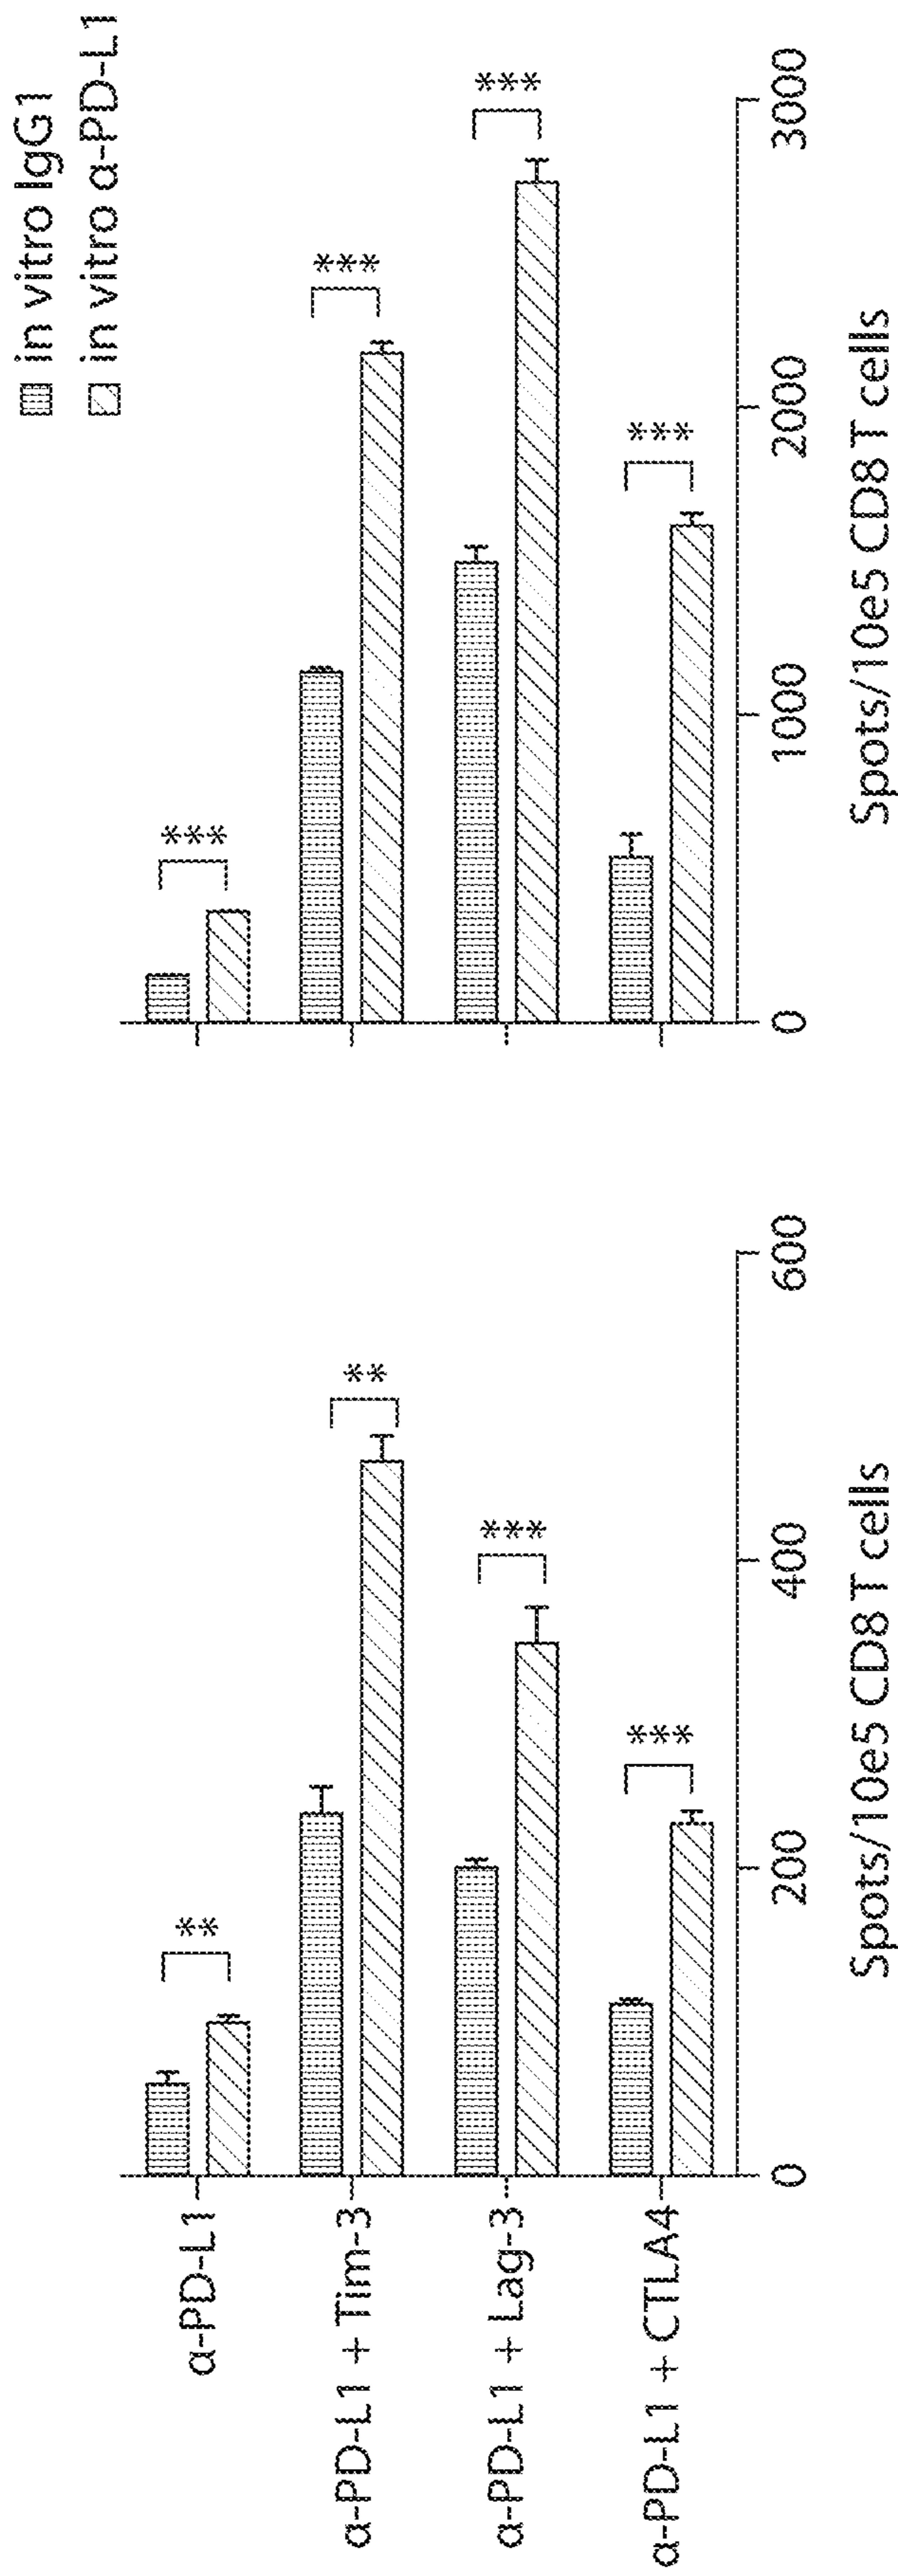 in vitro IgG1
in vitro α-PD-L1
α-PD-L1
α-PD-L1 + Tim-3
α-PD-L1 + Lag-3
α-PD-L1 + CTLA4
**
**
***
***
0
200
400
600
Spots/10e5 CD8 T cells
***
***
***
***
0
1000
2000
3000
Spots/10e5 CD8 T cells